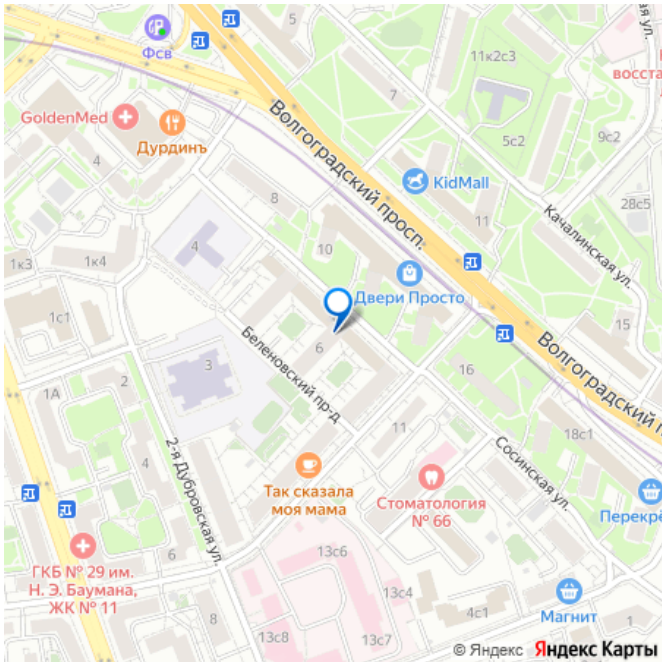 Фсв
11к2с3
GoldenMed
Дурдинъ
7
5с2
9с2
восста
Волгоградский просп.
KidMall
28с5
4
8
11
Качалинская ул.
4
10
1к3
1к4
Двери Просто
15
1с1
6
Беленовский пр-д
3
Волгоградский п
1А
2
16
18с1
11
Сосинская ул.
4
2-я Дубровская ул.
Так сказала
моя мама
Стоматология
№ 66
Перекрё
6
13с6
ГКБ № 29 им.
Н. Э. Баумана,
ЖК № 11
13с4
4с1
Магнит
1
13с8
13с7
© Яндекс Яндекс Карты